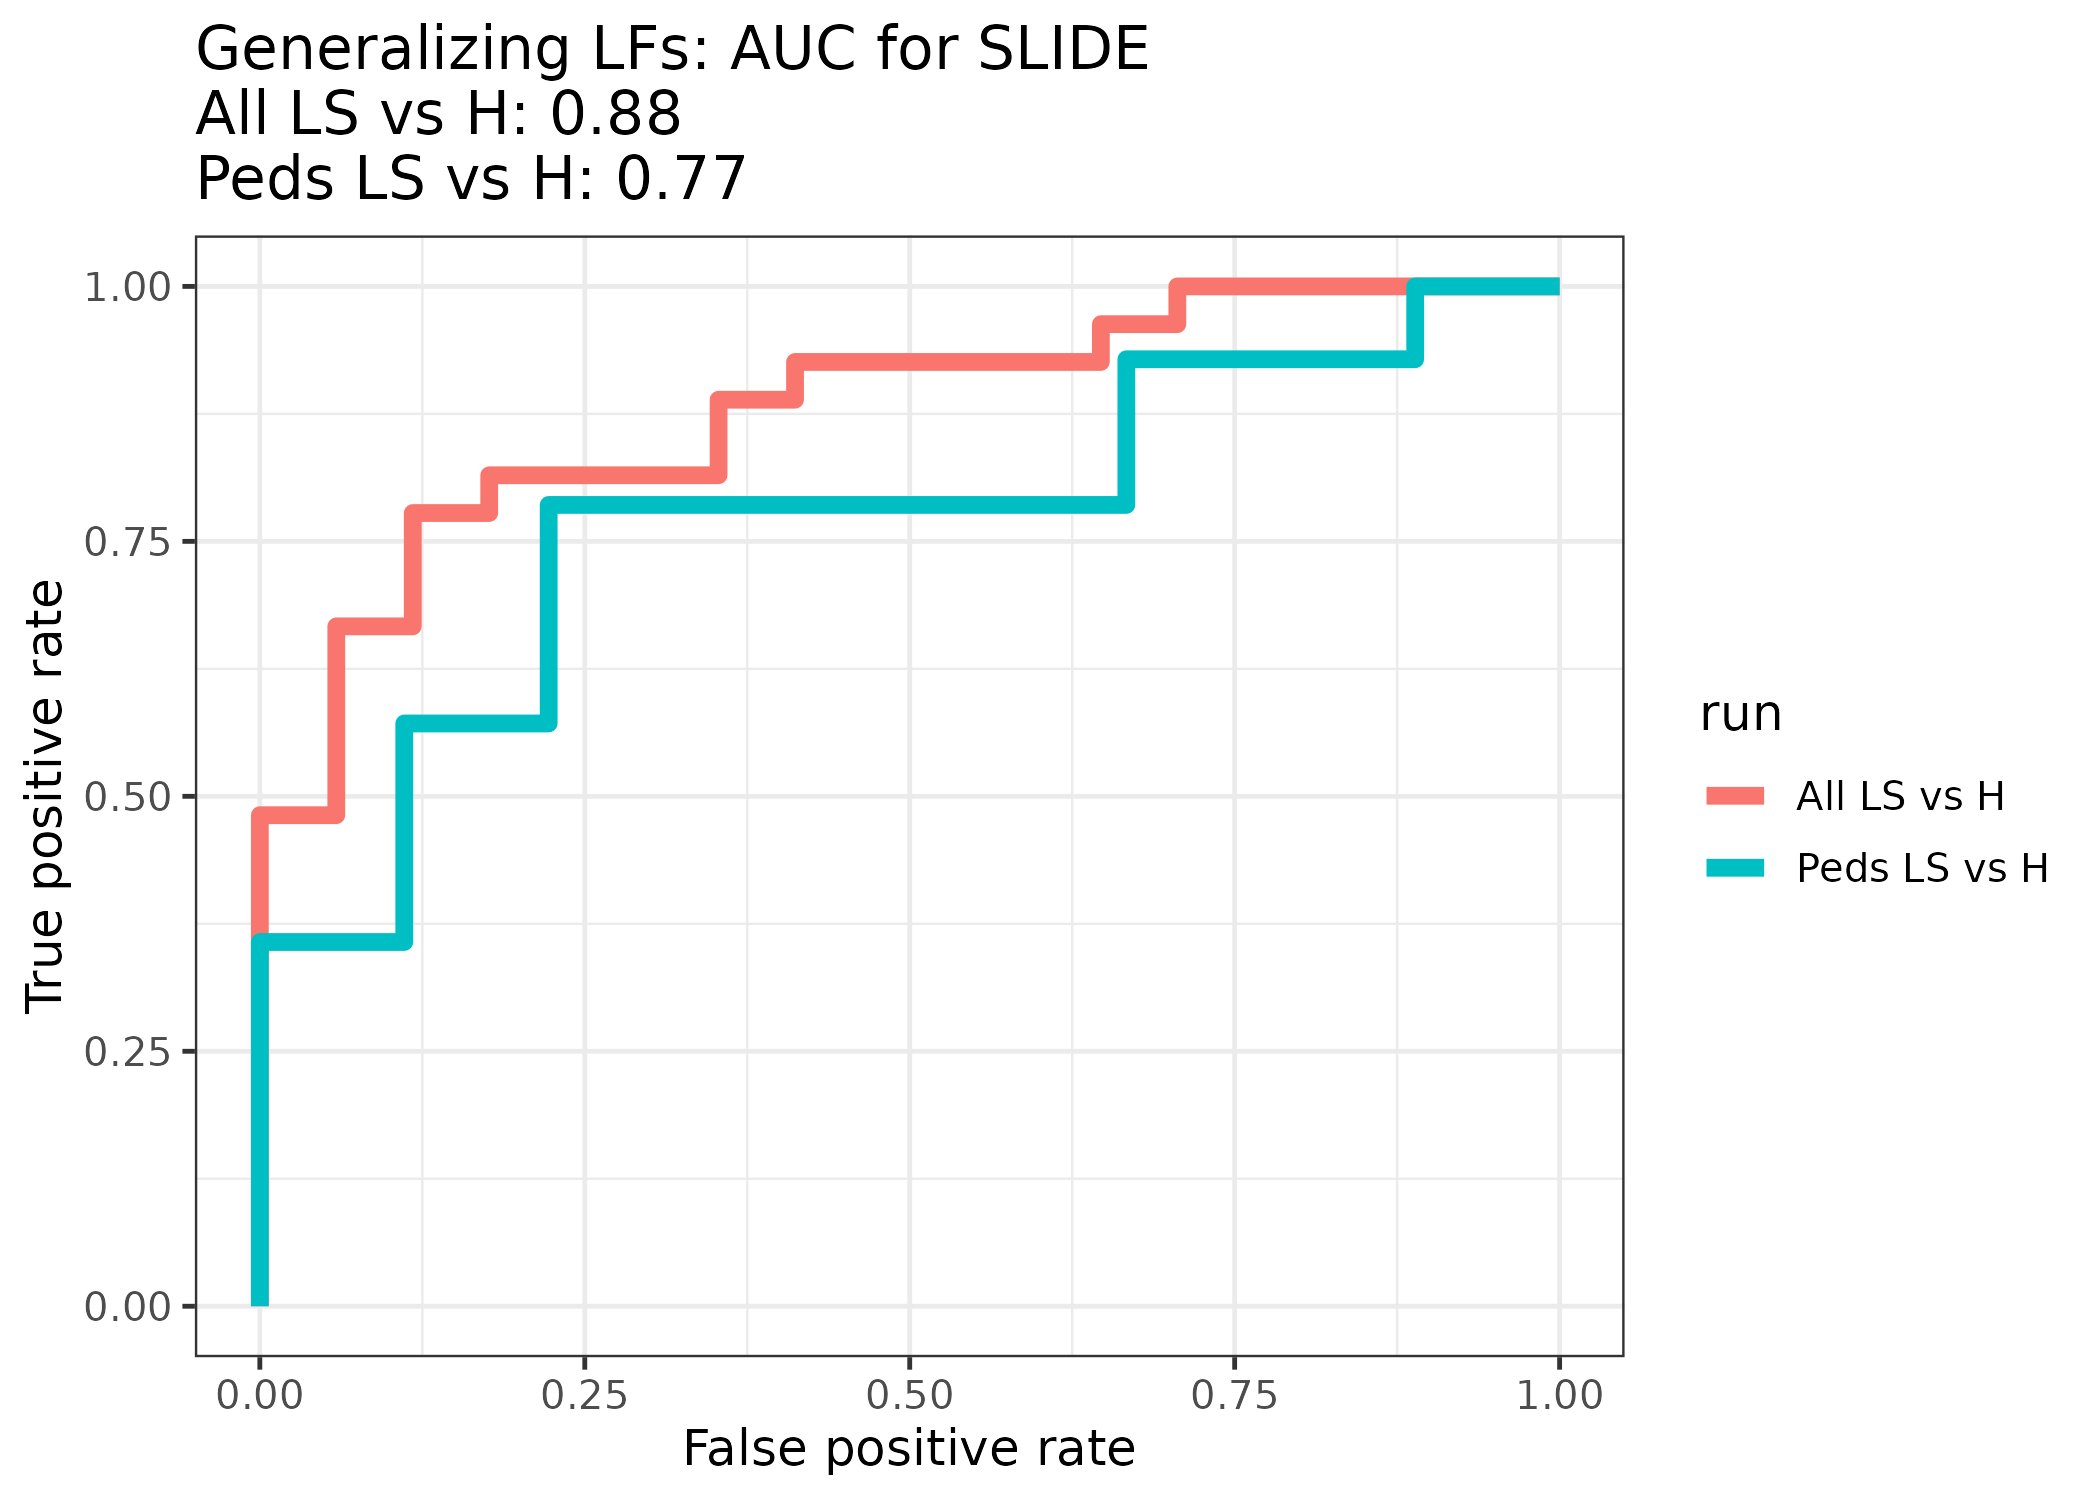 Generalizing LFs: AUC for SLIDE
All LS vs H: 0.88
Peds LS vs H: 0.77
True positive rate
1.00
0.75
0.50
0.25
0.00
0.00 0.25 0.50 0.75 1.00
False positive rate
run
All LS vs H
Peds LS vs H